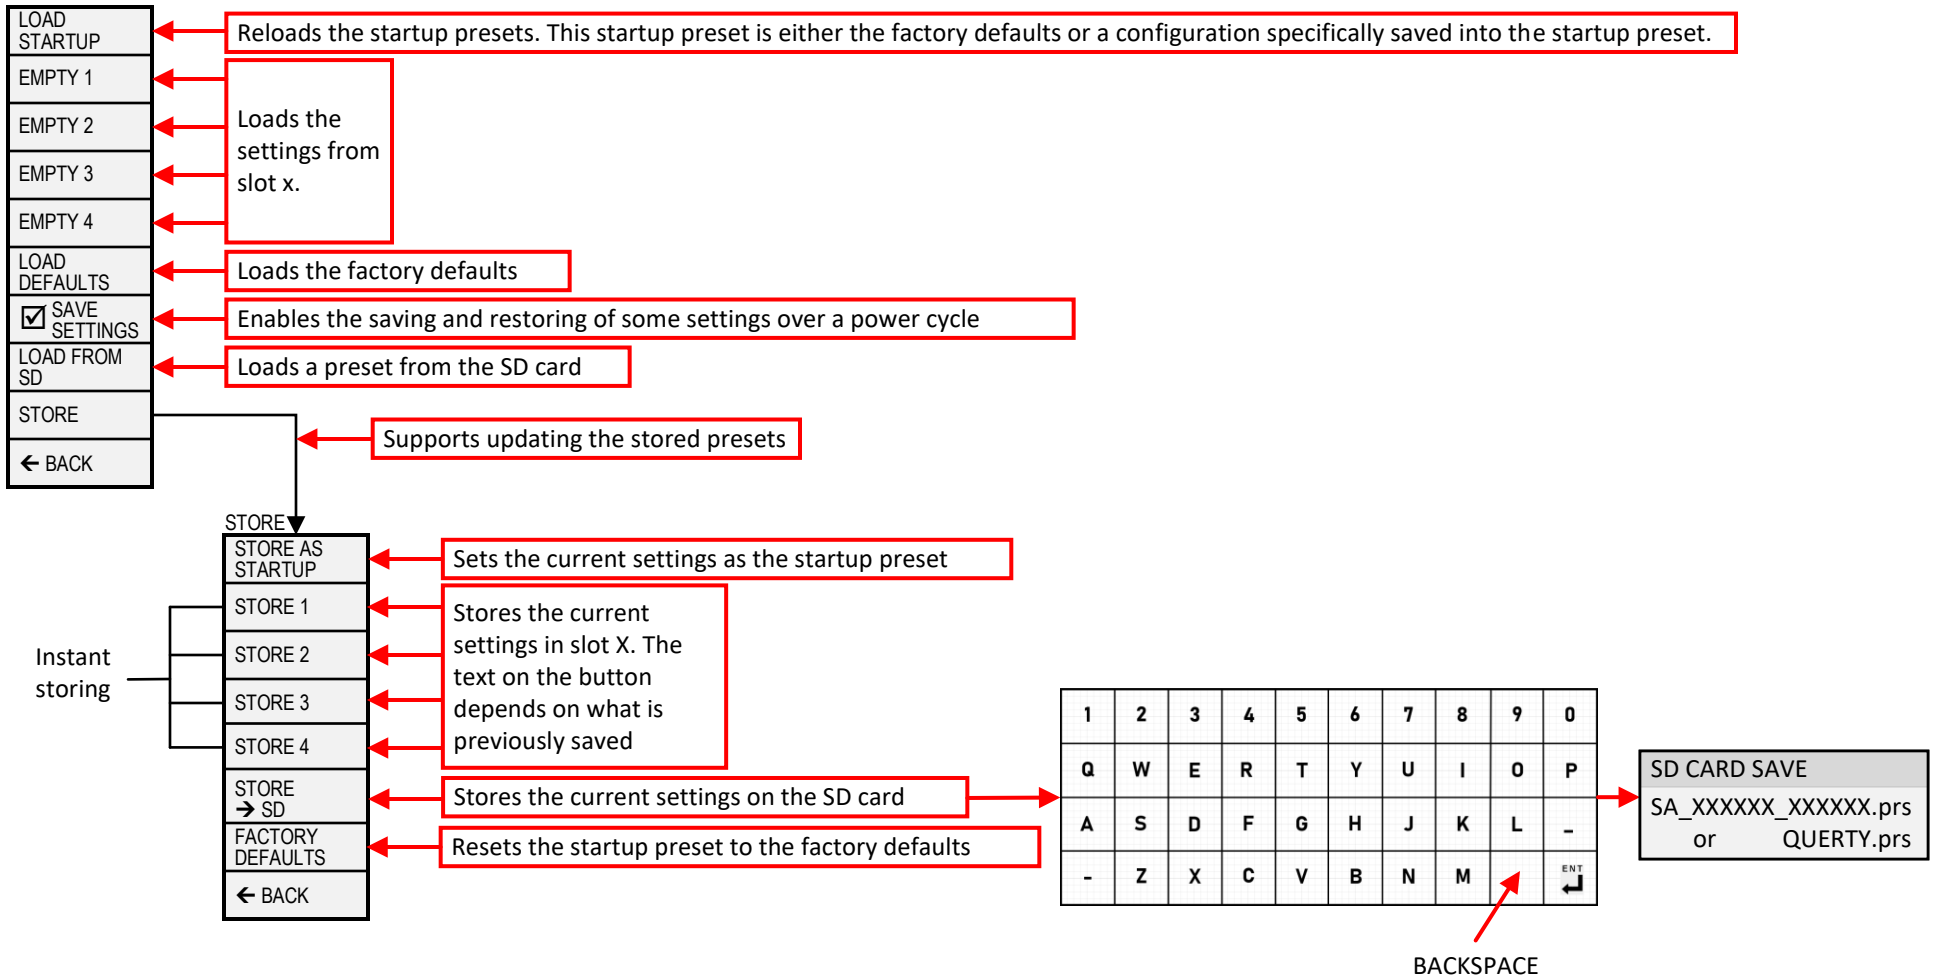 LOAD
STARTUP
Reloads the startup presets. This startup preset is either the factory defaults or a configuration specifically saved into the startup preset.
EMPTY 1
EMPTY 2
EMPTY 3
EMPTY 4
Loads the
settings from
slot x.
LOAD
DEFAULTS
Loads the factory defaults
SAVE
SETTINGS
Enables the saving and restoring of some settings over a power cycle
LOAD FROM
SD
Loads a preset from the SD card
STORE
Supports updating the stored presets
← BACK
STORE
STORE AS
STARTUP
Sets the current settings as the startup preset
Instant
storing
STORE 1
STORE 2
STORE 3
STORE 4
Stores the current
settings in slot X. The
text on the button
depends on what is
previously saved
STORE
→ SD
Stores the current settings on the SD card
FACTORY
DEFAULTS
Resets the startup preset to the factory defaults
← BACK
1 2 3 4 5 6 7 8 9 0
Q W E R T Y U I O P
A S D F G H J K L _
- Z X C V B N M ENT
BACKSPACE
SD CARD SAVE
SA_XXXXXX_XXXXXX.prs
or QUERTY.prs